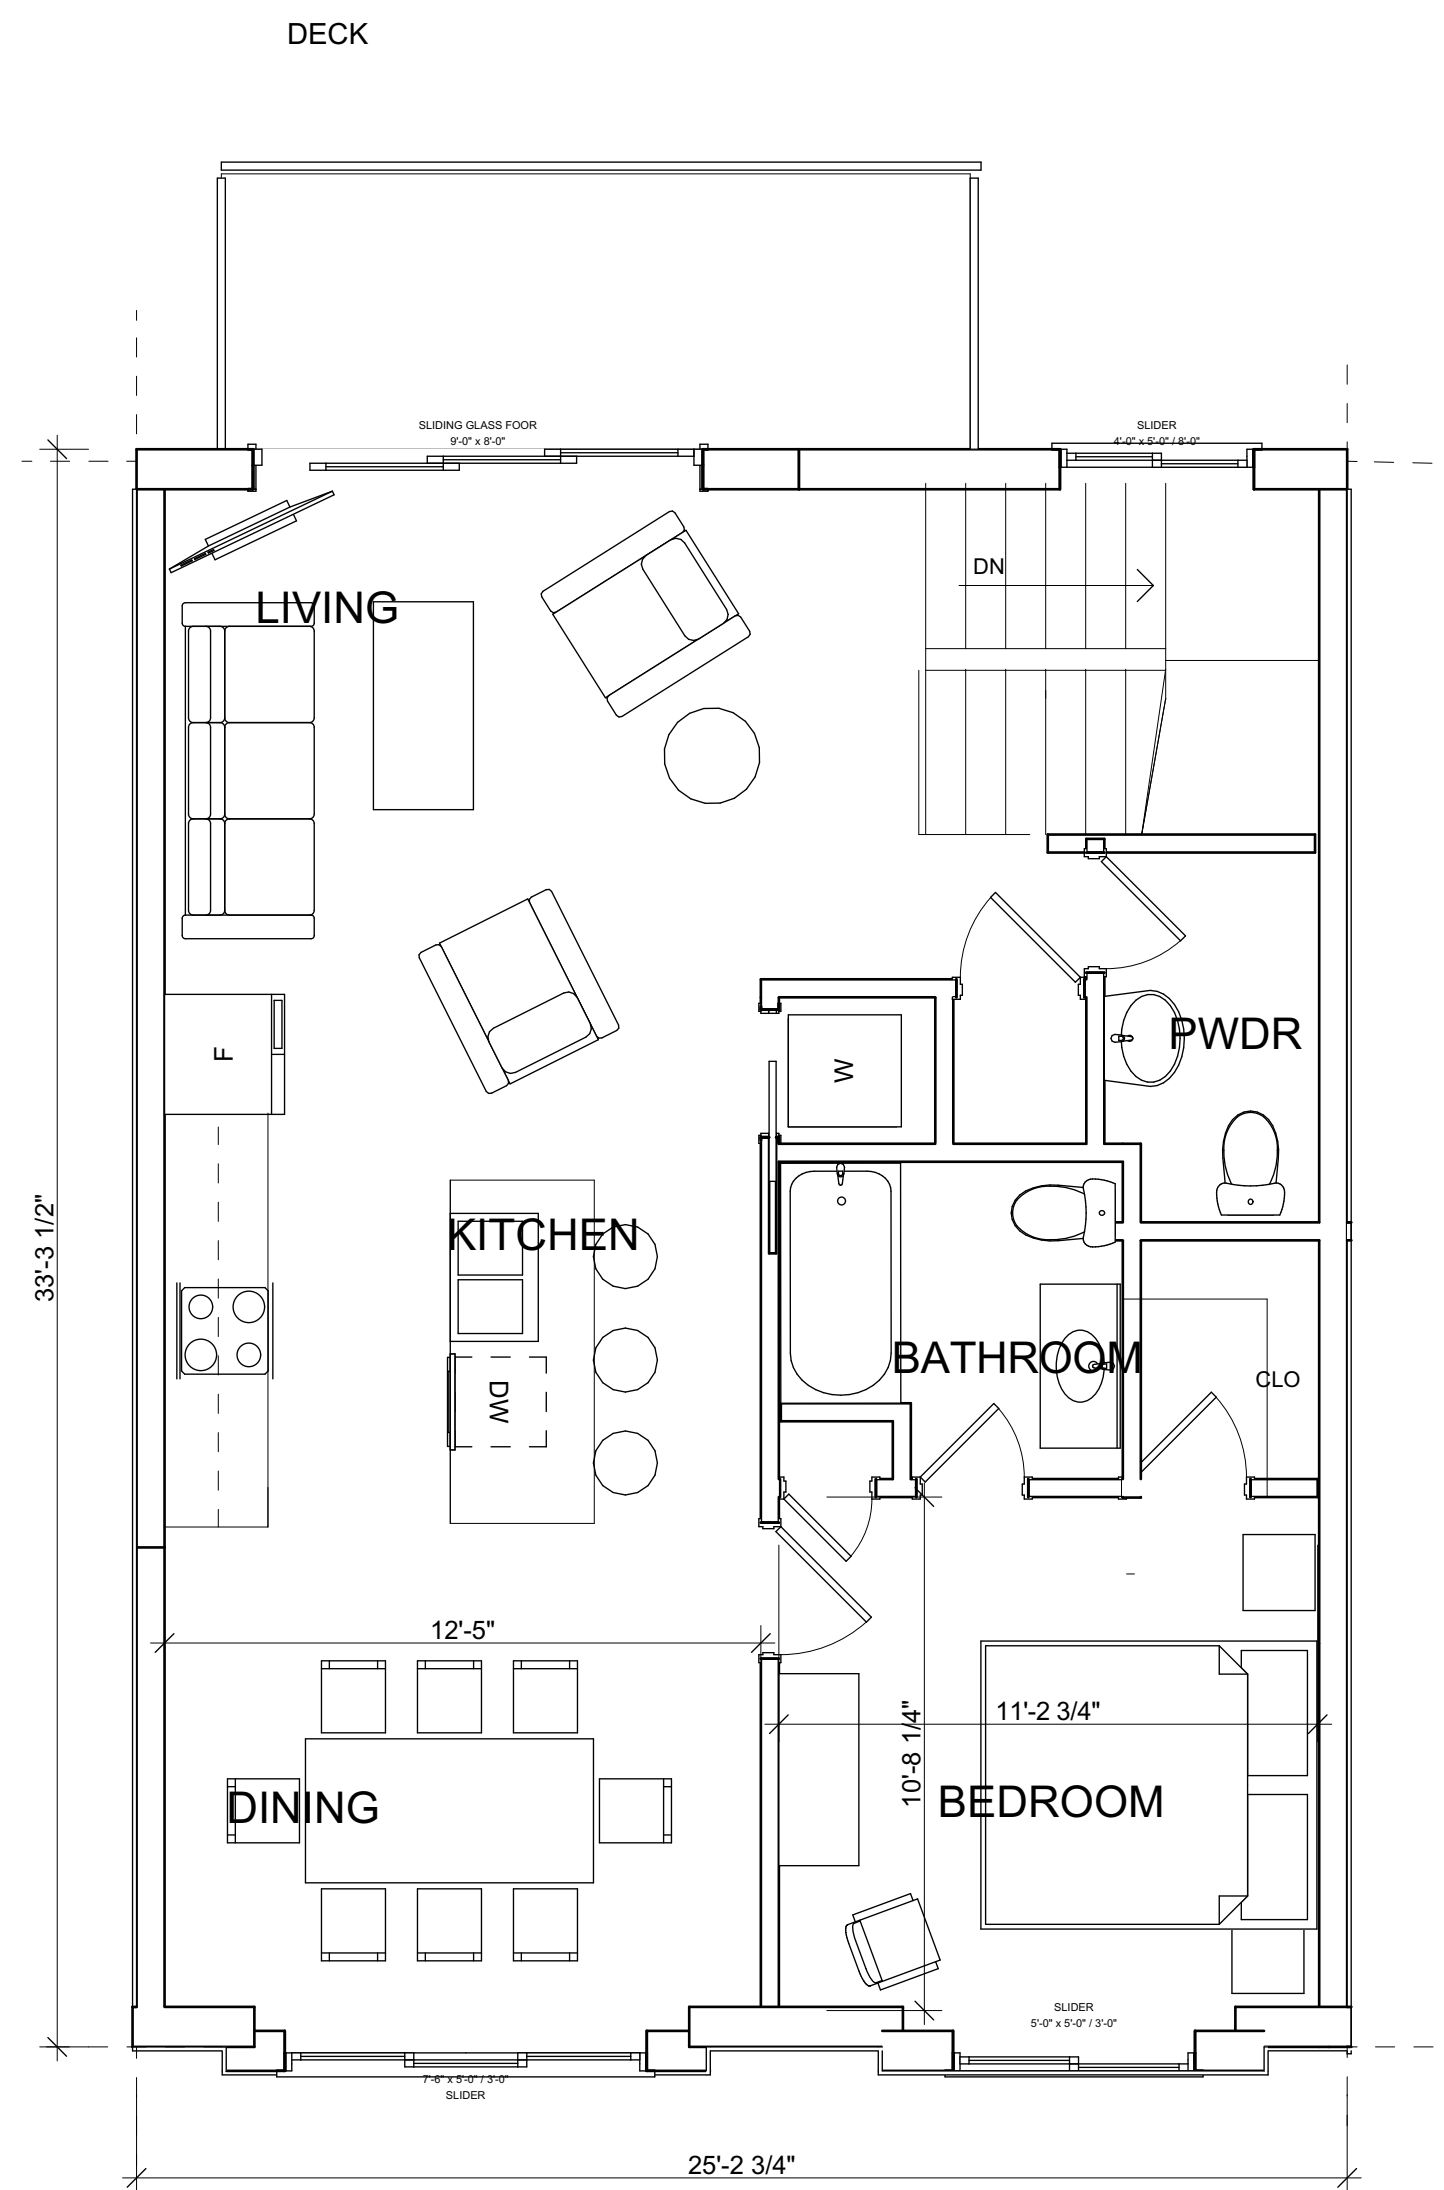 DECK
SLIDING GLASS FOOR
9'-0" x 8'-0"
SLIDER
4'-0" x 5'-0" / 8'-0"
DN
LIVING
F
W
PWDR
33'-3 1/2"
KITCHEN
DW
BATHROOM
CLO
12'-5"
11'-2 3/4"
10'-8 1/4"
DINING
BEDROOM
SLIDER
5'-0" x 5'-0" / 3'-0"
7'-6" x 5'-0" / 3'-0"
SLIDER
25'-2 3/4"